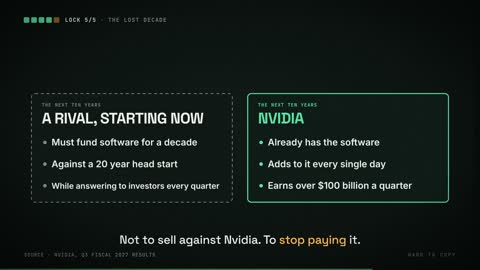 LOCK 5/5 · THE LOST DECADE
THE NEXT TEN YEARS
A RIVAL, STARTING NOW
Must fund software for a decade
Against a 20 year head start
While answering to investors every quarter
THE NEXT TEN YEARS
NVIDIA
Already has the software
Adds to it every single day
Earns over $100 billion a quarter
Not to sell against Nvidia. To stop paying it.
SOURCE · NVIDIA, Q3 FISCAL 2027 RESULTS
HARD TO COPY